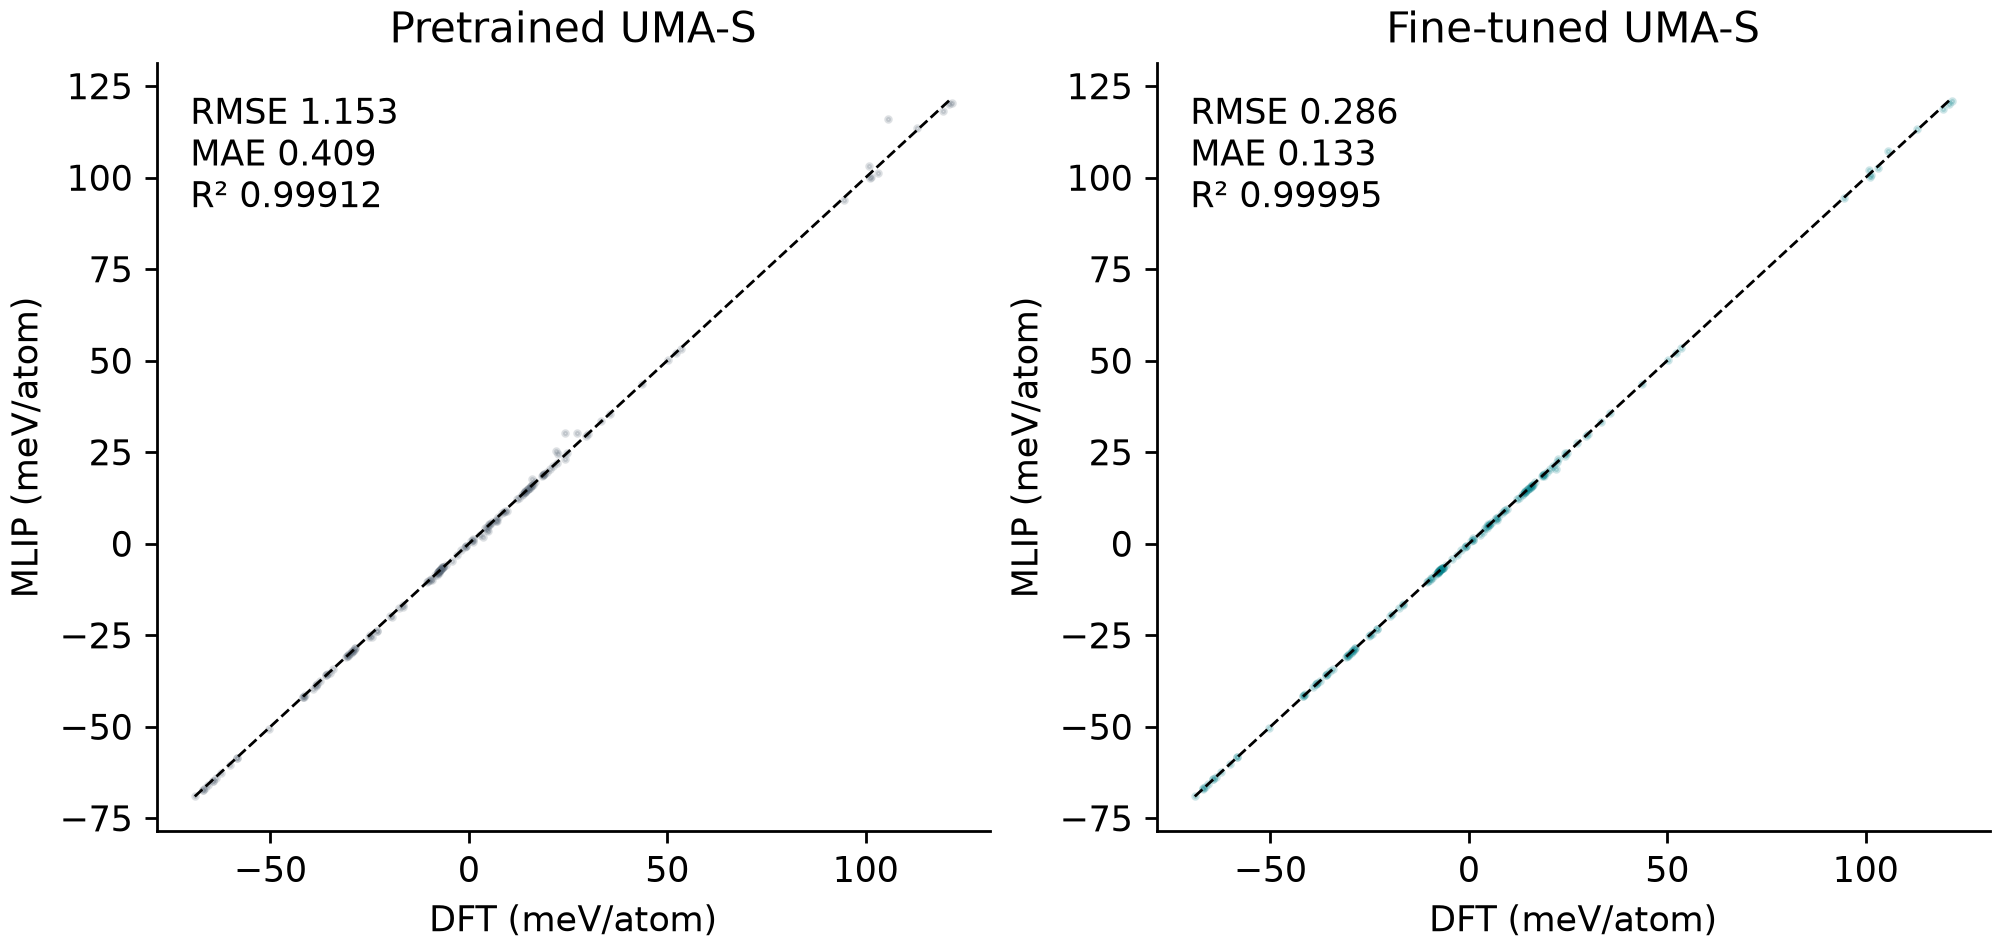 Pretrained UMA-S
125
100
75
50
25
0
−25
−50
−75
RMSE 1.153
MAE 0.409
R² 0.99912
MLIP (meV/atom)
−50
0
50
100
DFT (meV/atom)
Fine-tuned UMA-S
125
100
75
50
25
0
−25
−50
−75
RMSE 0.286
MAE 0.133
R² 0.99995
MLIP (meV/atom)
−50
0
50
100
DFT (meV/atom)